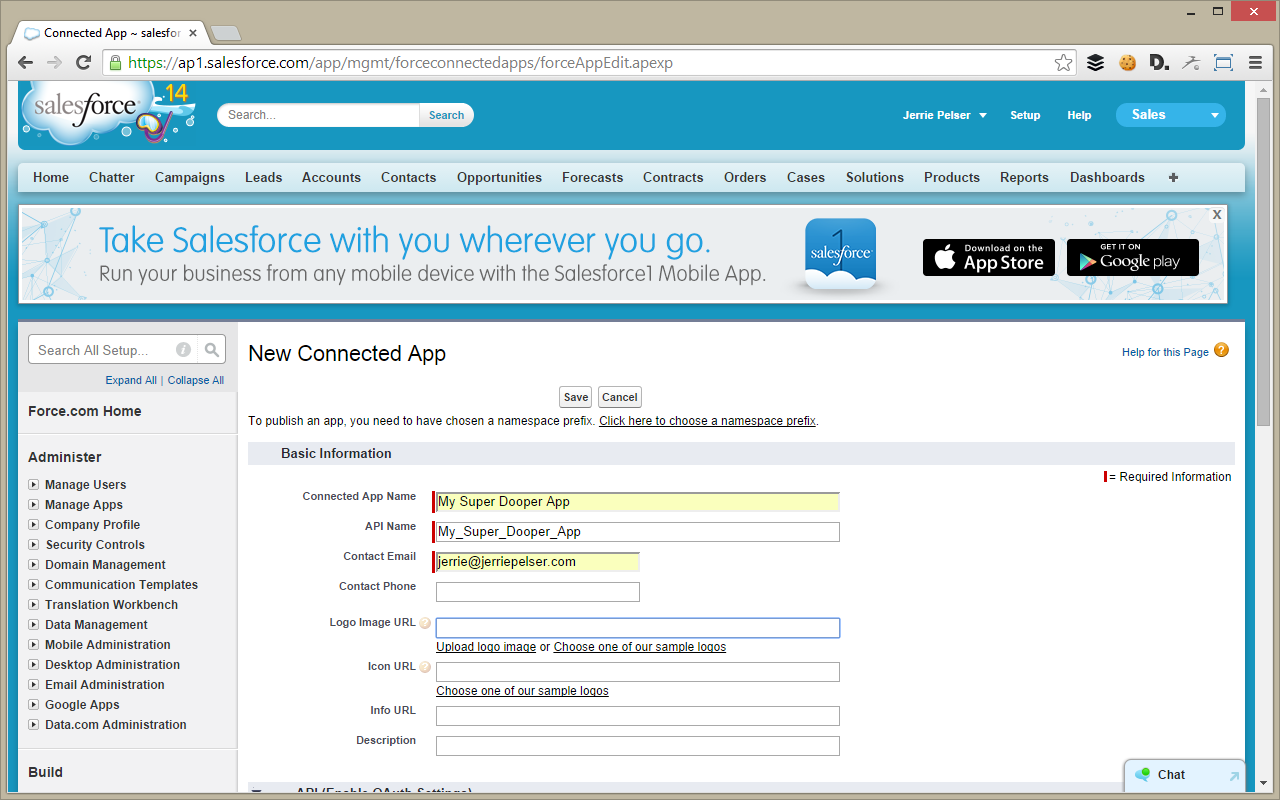 Connected App ~ salesfor
https://ap1.salesforce.com/app/mgmt/forceconnectedapps/forceAppEdit.apexp
salesforce 14
Search... Search
Jerrie Pelser Setup Help Sales
Home Chatter Campaigns Leads Accounts Contacts Opportunities Forecasts Contracts Orders Cases Solutions Products Reports Dashboards +
Take Salesforce with you wherever you go.
Run your business from any mobile device with the Salesforce1 Mobile App.
1
salesforce
Download on the
App Store
GET IT ON
Google play
X
Search All Setup...
Expand All | Collapse All
Force.com Home
Administer
Manage Users
Manage Apps
Company Profile
Security Controls
Domain Management
Communication Templates
Translation Workbench
Data Management
Mobile Administration
Desktop Administration
Email Administration
Google Apps
Data.com Administration
Build
New Connected App
Help for this Page ?
Save Cancel
To publish an app, you need to have chosen a namespace prefix. Click here to choose a namespace prefix.
Basic Information
= Required Information
Connected App Name My Super Dooper App
API Name My_Super_Dooper_App
Contact Email jerrie@jerriepelser.com
Contact Phone
Logo Image URL ?
Upload logo image or Choose one of our sample logos
Icon URL ?
Choose one of our sample logos
Info URL
Description
API (Enable OAuth Settings)
Chat